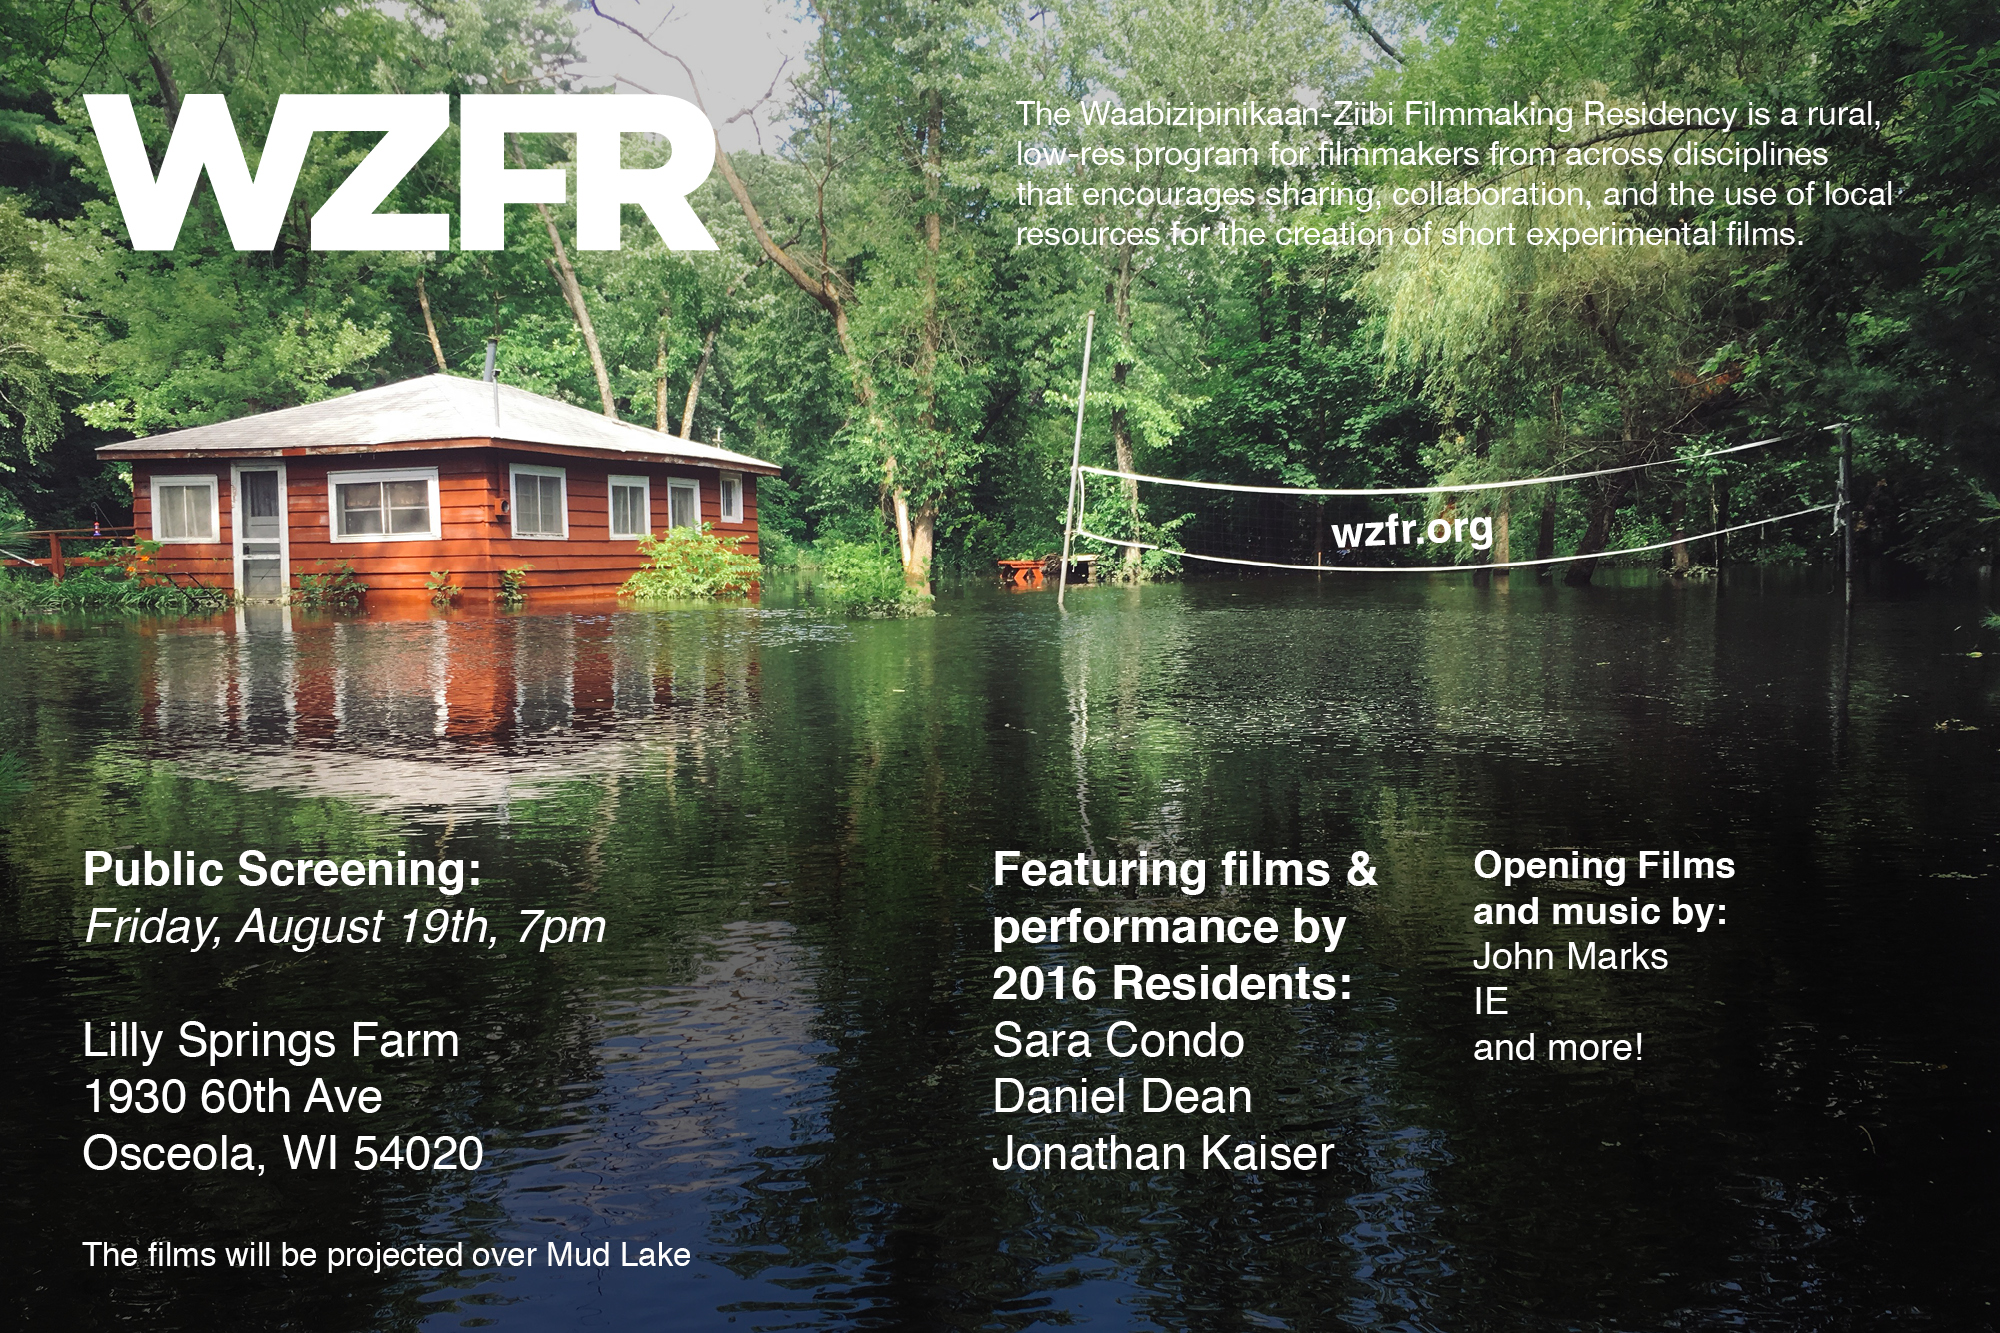 WZFR
The Waabizipinikaan-Ziibi Filmmaking Residency is a rural,
low-res program for filmmakers from across disciplines
that encourages sharing, collaboration, and the use of local
resources for the creation of short experimental films.
wzfr.org
Public Screening:
Friday, August 19th, 7pm
Lilly Springs Farm
1930 60th Ave
Osceola, WI 54020
The films will be projected over Mud Lake
Featuring films &
performance by
2016 Residents:
Sara Condo
Daniel Dean
Jonathan Kaiser
Opening Films
and music by:
John Marks
IE
and more!